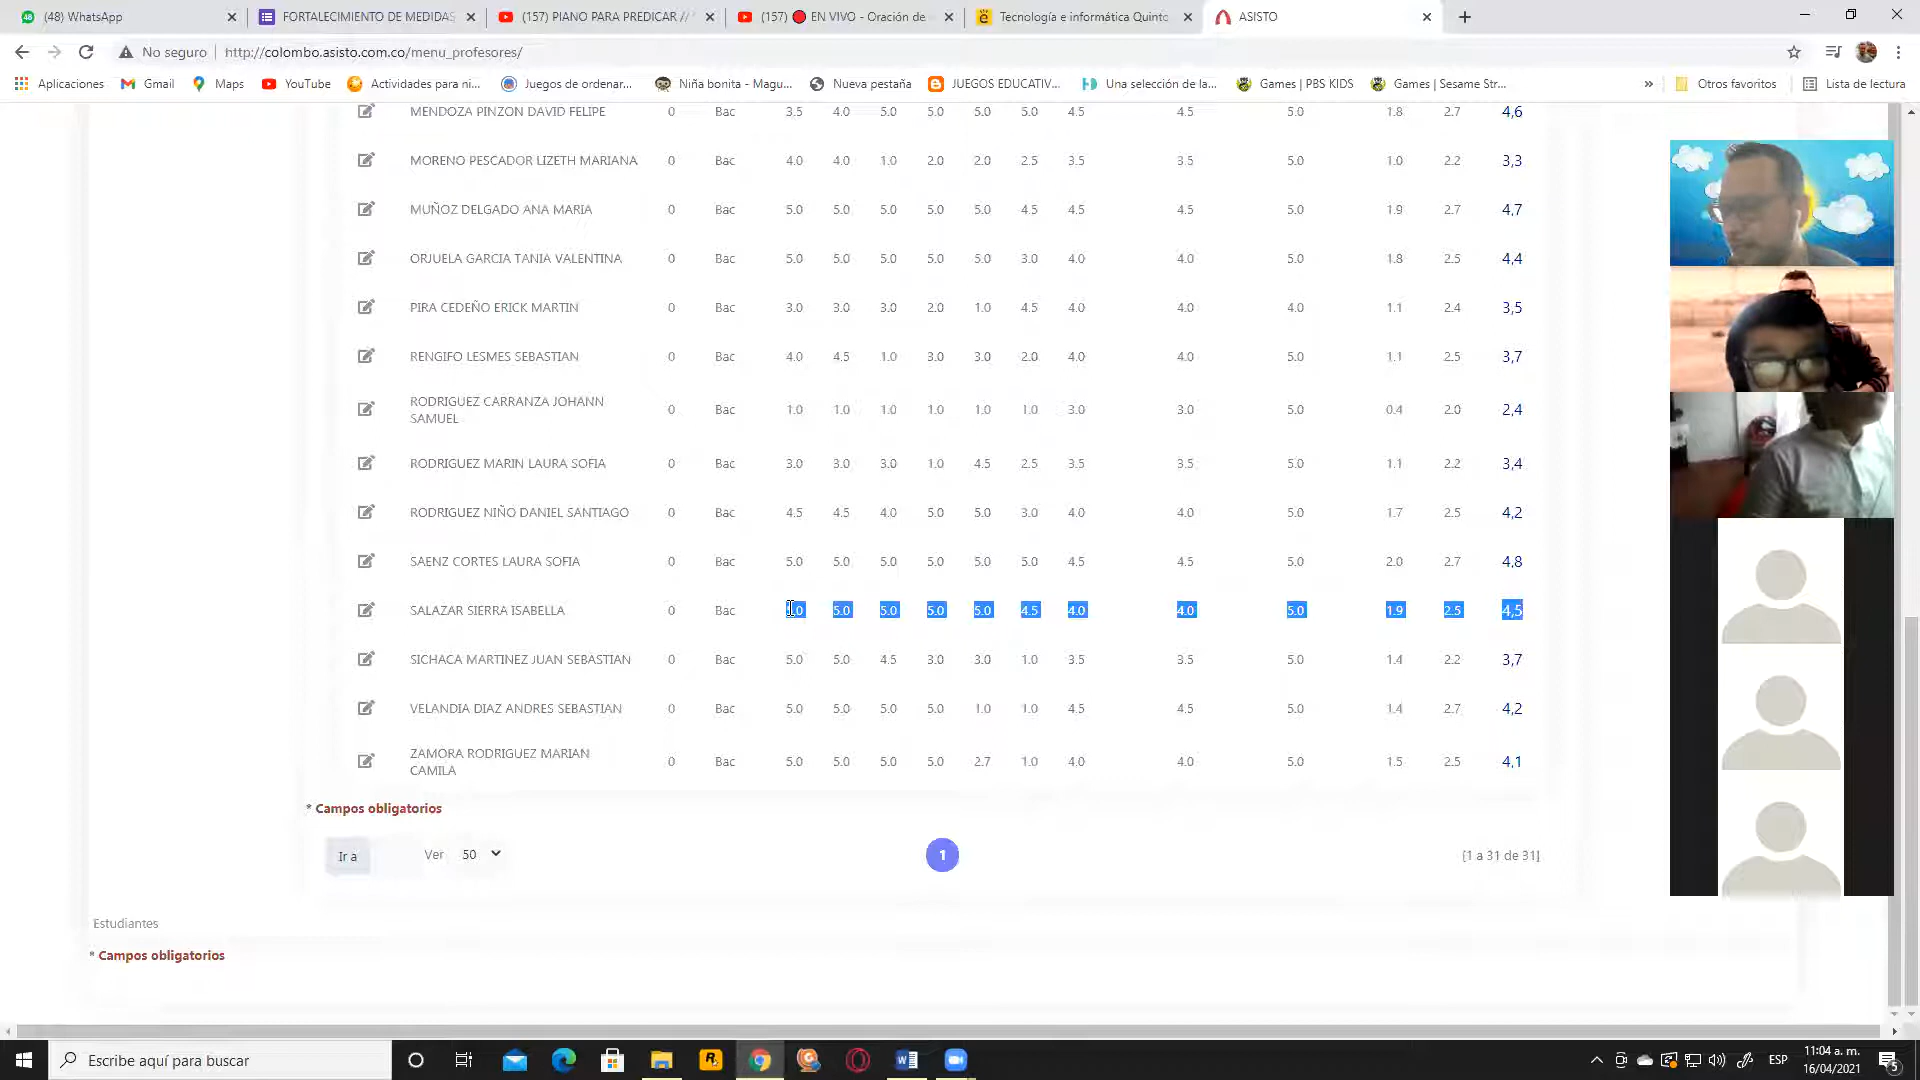 48 (48) WhatsApp
FORTALECIMIENTO DE MEDIDAS
(157) PIANO PARA PREDICAR //
(157) EN VIVO - Oración de
Tecnología e informática Quinto
ASISTO
No seguro http://colombo.asisto.com.co/menu_profesores/
Aplicaciones Gmail Maps YouTube Actividades para ni... Juegos de ordenar... Niña bonita - Magu... Nueva pestaña JUEGOS EDUCATIV... Una selección de la... Games | PBS KIDS Games | Sesame Str... » Otros favoritos Lista de lectura
MENDOZA PINZON DAVID FELIPE 0 Bac 3.5 4.0 5.0 5.0 5.0 5.0 4.5 4.5 5.0 1.8 2.7 4,6
MORENO PESCADOR LIZETH MARIANA 0 Bac 4.0 4.0 1.0 2.0 2.0 2.5 3.5 3.5 5.0 1.0 2.2 3,3
MUÑOZ DELGADO ANA MARIA 0 Bac 5.0 5.0 5.0 5.0 5.0 4.5 4.5 4.5 5.0 1.9 2.7 4,7
ORJUELA GARCIA TANIA VALENTINA 0 Bac 5.0 5.0 5.0 5.0 5.0 3.0 4.0 4.0 5.0 1.8 2.5 4,4
PIRA CEDEÑO ERICK MARTIN 0 Bac 3.0 3.0 3.0 2.0 1.0 4.5 4.0 4.0 4.0 1.1 2.4 3,5
RENGIFO LESMES SEBASTIAN 0 Bac 4.0 4.5 1.0 3.0 3.0 2.0 4.0 4.0 5.0 1.1 2.5 3,7
RODRIGUEZ CARRANZA JOHANN
SAMUEL 0 Bac 1.0 1.0 1.0 1.0 1.0 1.0 3.0 3.0 5.0 0.4 2.0 2,4
RODRIGUEZ MARIN LAURA SOFIA 0 Bac 3.0 3.0 3.0 1.0 4.5 2.5 3.5 3.5 5.0 1.1 2.2 3,4
RODRIGUEZ NIÑO DANIEL SANTIAGO 0 Bac 4.5 4.5 4.0 5.0 5.0 3.0 4.0 4.0 5.0 1.7 2.5 4,2
SAENZ CORTES LAURA SOFIA 0 Bac 5.0 5.0 5.0 5.0 5.0 5.0 4.5 4.5 5.0 2.0 2.7 4,8
SALAZAR SIERRA ISABELLA 0 Bac 5.0 5.0 5.0 5.0 4.5 4.0 4.0 5.0 1.9 2.5 4,5
SICHACA MARTINEZ JUAN SEBASTIAN 0 Bac 5.0 5.0 4.5 3.0 3.0 1.0 3.5 3.5 5.0 1.4 2.2 3,7
VELANDIA DIAZ ANDRES SEBASTIAN 0 Bac 5.0 5.0 5.0 5.0 1.0 1.0 4.5 4.5 5.0 1.4 2.7 4,2
ZAMORA RODRIGUEZ MARIAN
CAMILA 0 Bac 5.0 5.0 5.0 5.0 2.7 1.0 4.0 4.0 5.0 1.5 2.5 4,1
* Campos obligatorios
Ir a Ver 50 1 [1 a 31 de 31]
Estudiantes
* Campos obligatorios
Escribe aquí para buscar
ESP
11:04 a. m.
16/04/2021
5